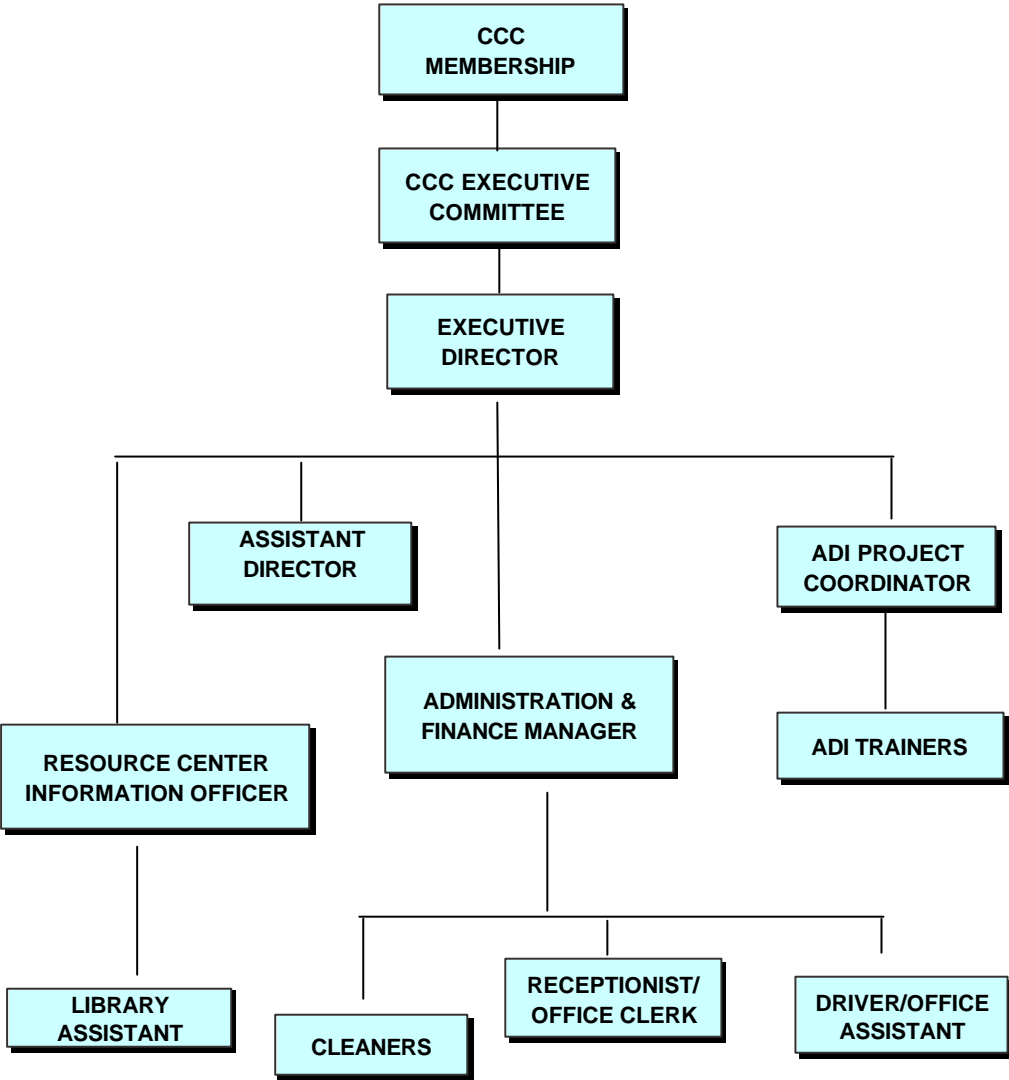 CCC
MEMBERSHIP
CCC EXECUTIVE
COMMITTEE
EXECUTIVE
DIRECTOR
ASSISTANT
DIRECTOR
ADI PROJECT
COORDINATOR
ADMINISTRATION &
FINANCE MANAGER
RESOURCE CENTER
INFORMATION OFFICER
ADI TRAINERS
LIBRARY
ASSISTANT
CLEANERS
RECEPTIONIST/
OFFICE CLERK
DRIVER/OFFICE
ASSISTANT